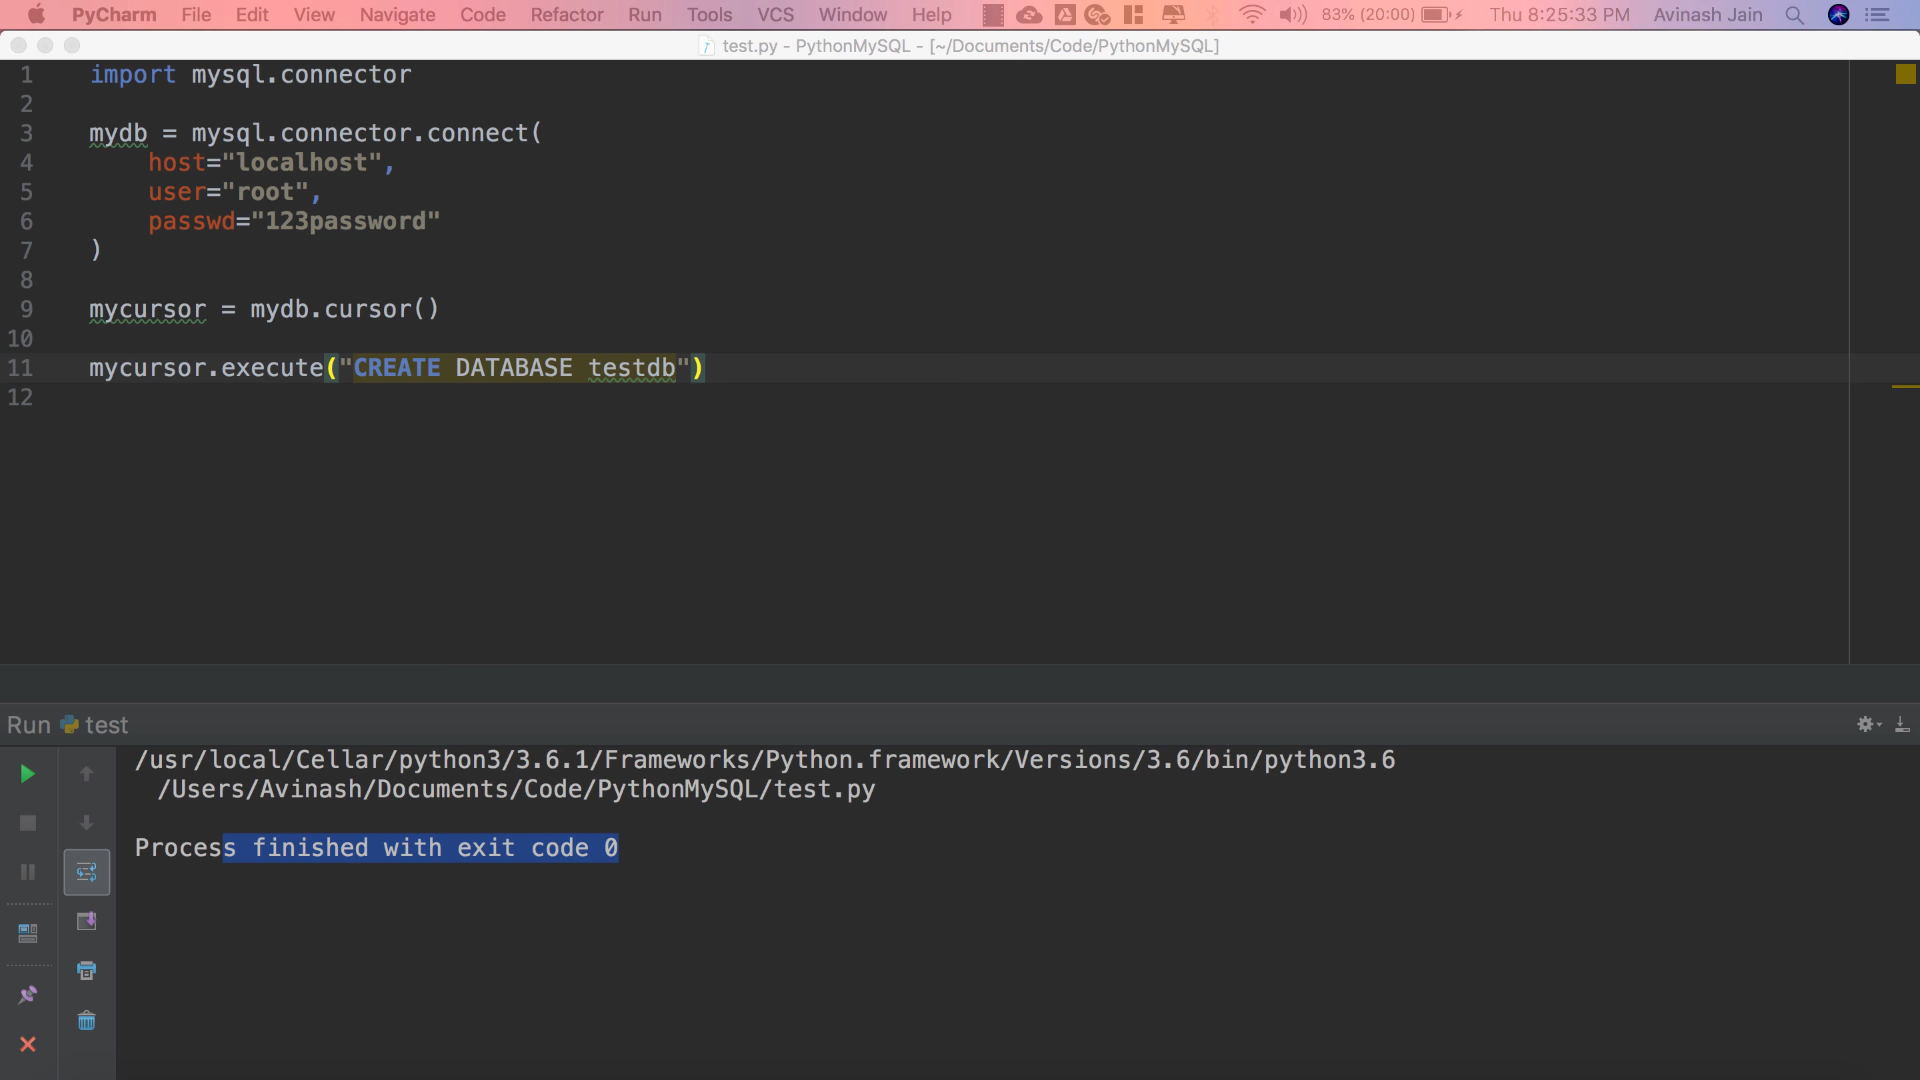 PyCharm File Edit View Navigate Code Refactor Run Tools VCS Window Help 83% (20:00) Thu 8:25:33 PM Avinash Jain
test.py - PythonMySQL - [~/Documents/Code/PythonMySQL]
1 import mysql.connector
2
3 mydb = mysql.connector.connect(
4 host="localhost",
5 user="root",
6 passwd="123password"
7 )
8
9 mycursor = mydb.cursor()
10
11 mycursor.execute("CREATE DATABASE testdb")
12
Run test
/usr/local/Cellar/python3/3.6.1/Frameworks/Python.framework/Versions/3.6/bin/python3.6
/Users/Avinash/Documents/Code/PythonMySQL/test.py
Process finished with exit code 0